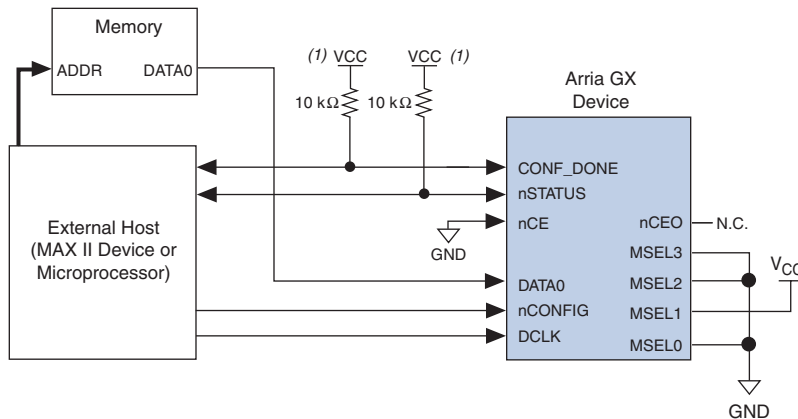 Memory
ADDR
DATA0
(1) VCC
VCC (1)
10 kΩ
10 kΩ
Arria GX
Device
External Host
(MAX II Device or
Microprocessor)
CONF_DONE
nSTATUS
nCE
GND
DATA0
nCONFIG
DCLK
nCEO
N.C.
MSEL3
MSEL2
MSEL1
MSEL0
VCC
GND